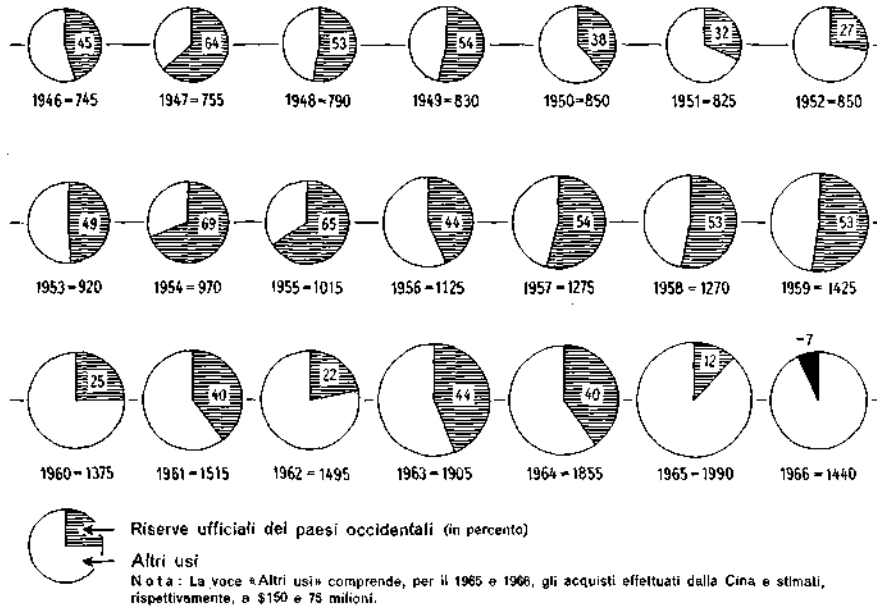 45 64 53 54 38 32 27
1946=745 1947=755 1948=790 1949=830 1950=850 1951=825 1952=850
49 69 65 44 54 53 53
1953=920 1954=970 1955=1015 1956=1125 1957=1275 1958=1270 1959=1425
-7
25 40 22 44 40 12
1960=1375 1961=1515 1962=1495 1963=1905 1964=1855 1965=1990 1966=1440
Riserve ufficiali dei paesi occidentali (in percento)
Altri usi
Nota: La voce «Altri usi» comprende, per il 1965 e 1966, gli acquisti effettuati dalla Cina e stimati,
rispettivamente, a $150 e 75 milioni.